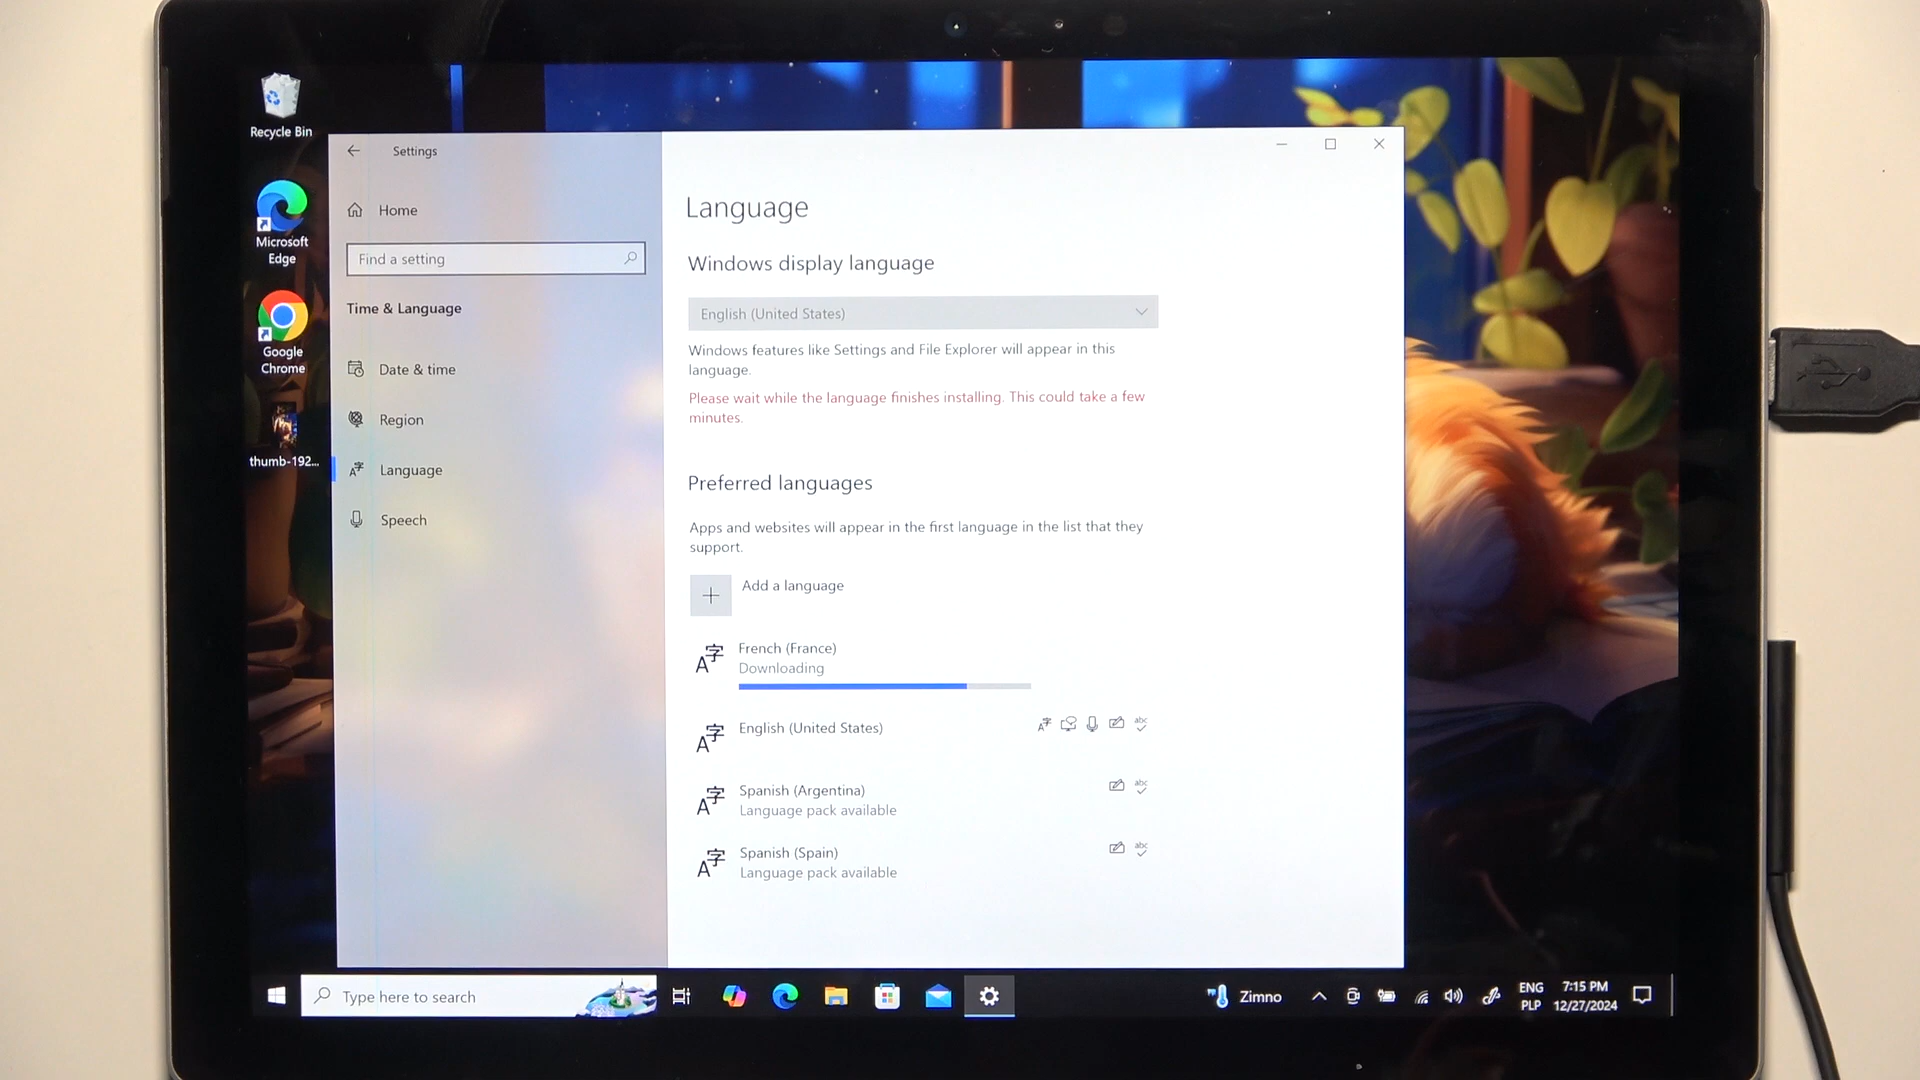 Recycle Bin
Microsoft
Edge
Google
Chrome
thumb-192...
Settings
Home
Find a setting
Time & Language
Date & time
Region
Language
Speech
Language
Windows display language
English (United States)
Windows features like Settings and File Explorer will appear in this
language.
Please wait while the language finishes installing. This could take a few
minutes.
Preferred languages
Apps and websites will appear in the first language in the list that they
support.
Add a language
French (France)
Downloading
English (United States)
Spanish (Argentina)
Language pack available
Spanish (Spain)
Language pack available
Type here to search
Zimno
ENG
PLP
7:15 PM
12/27/2024